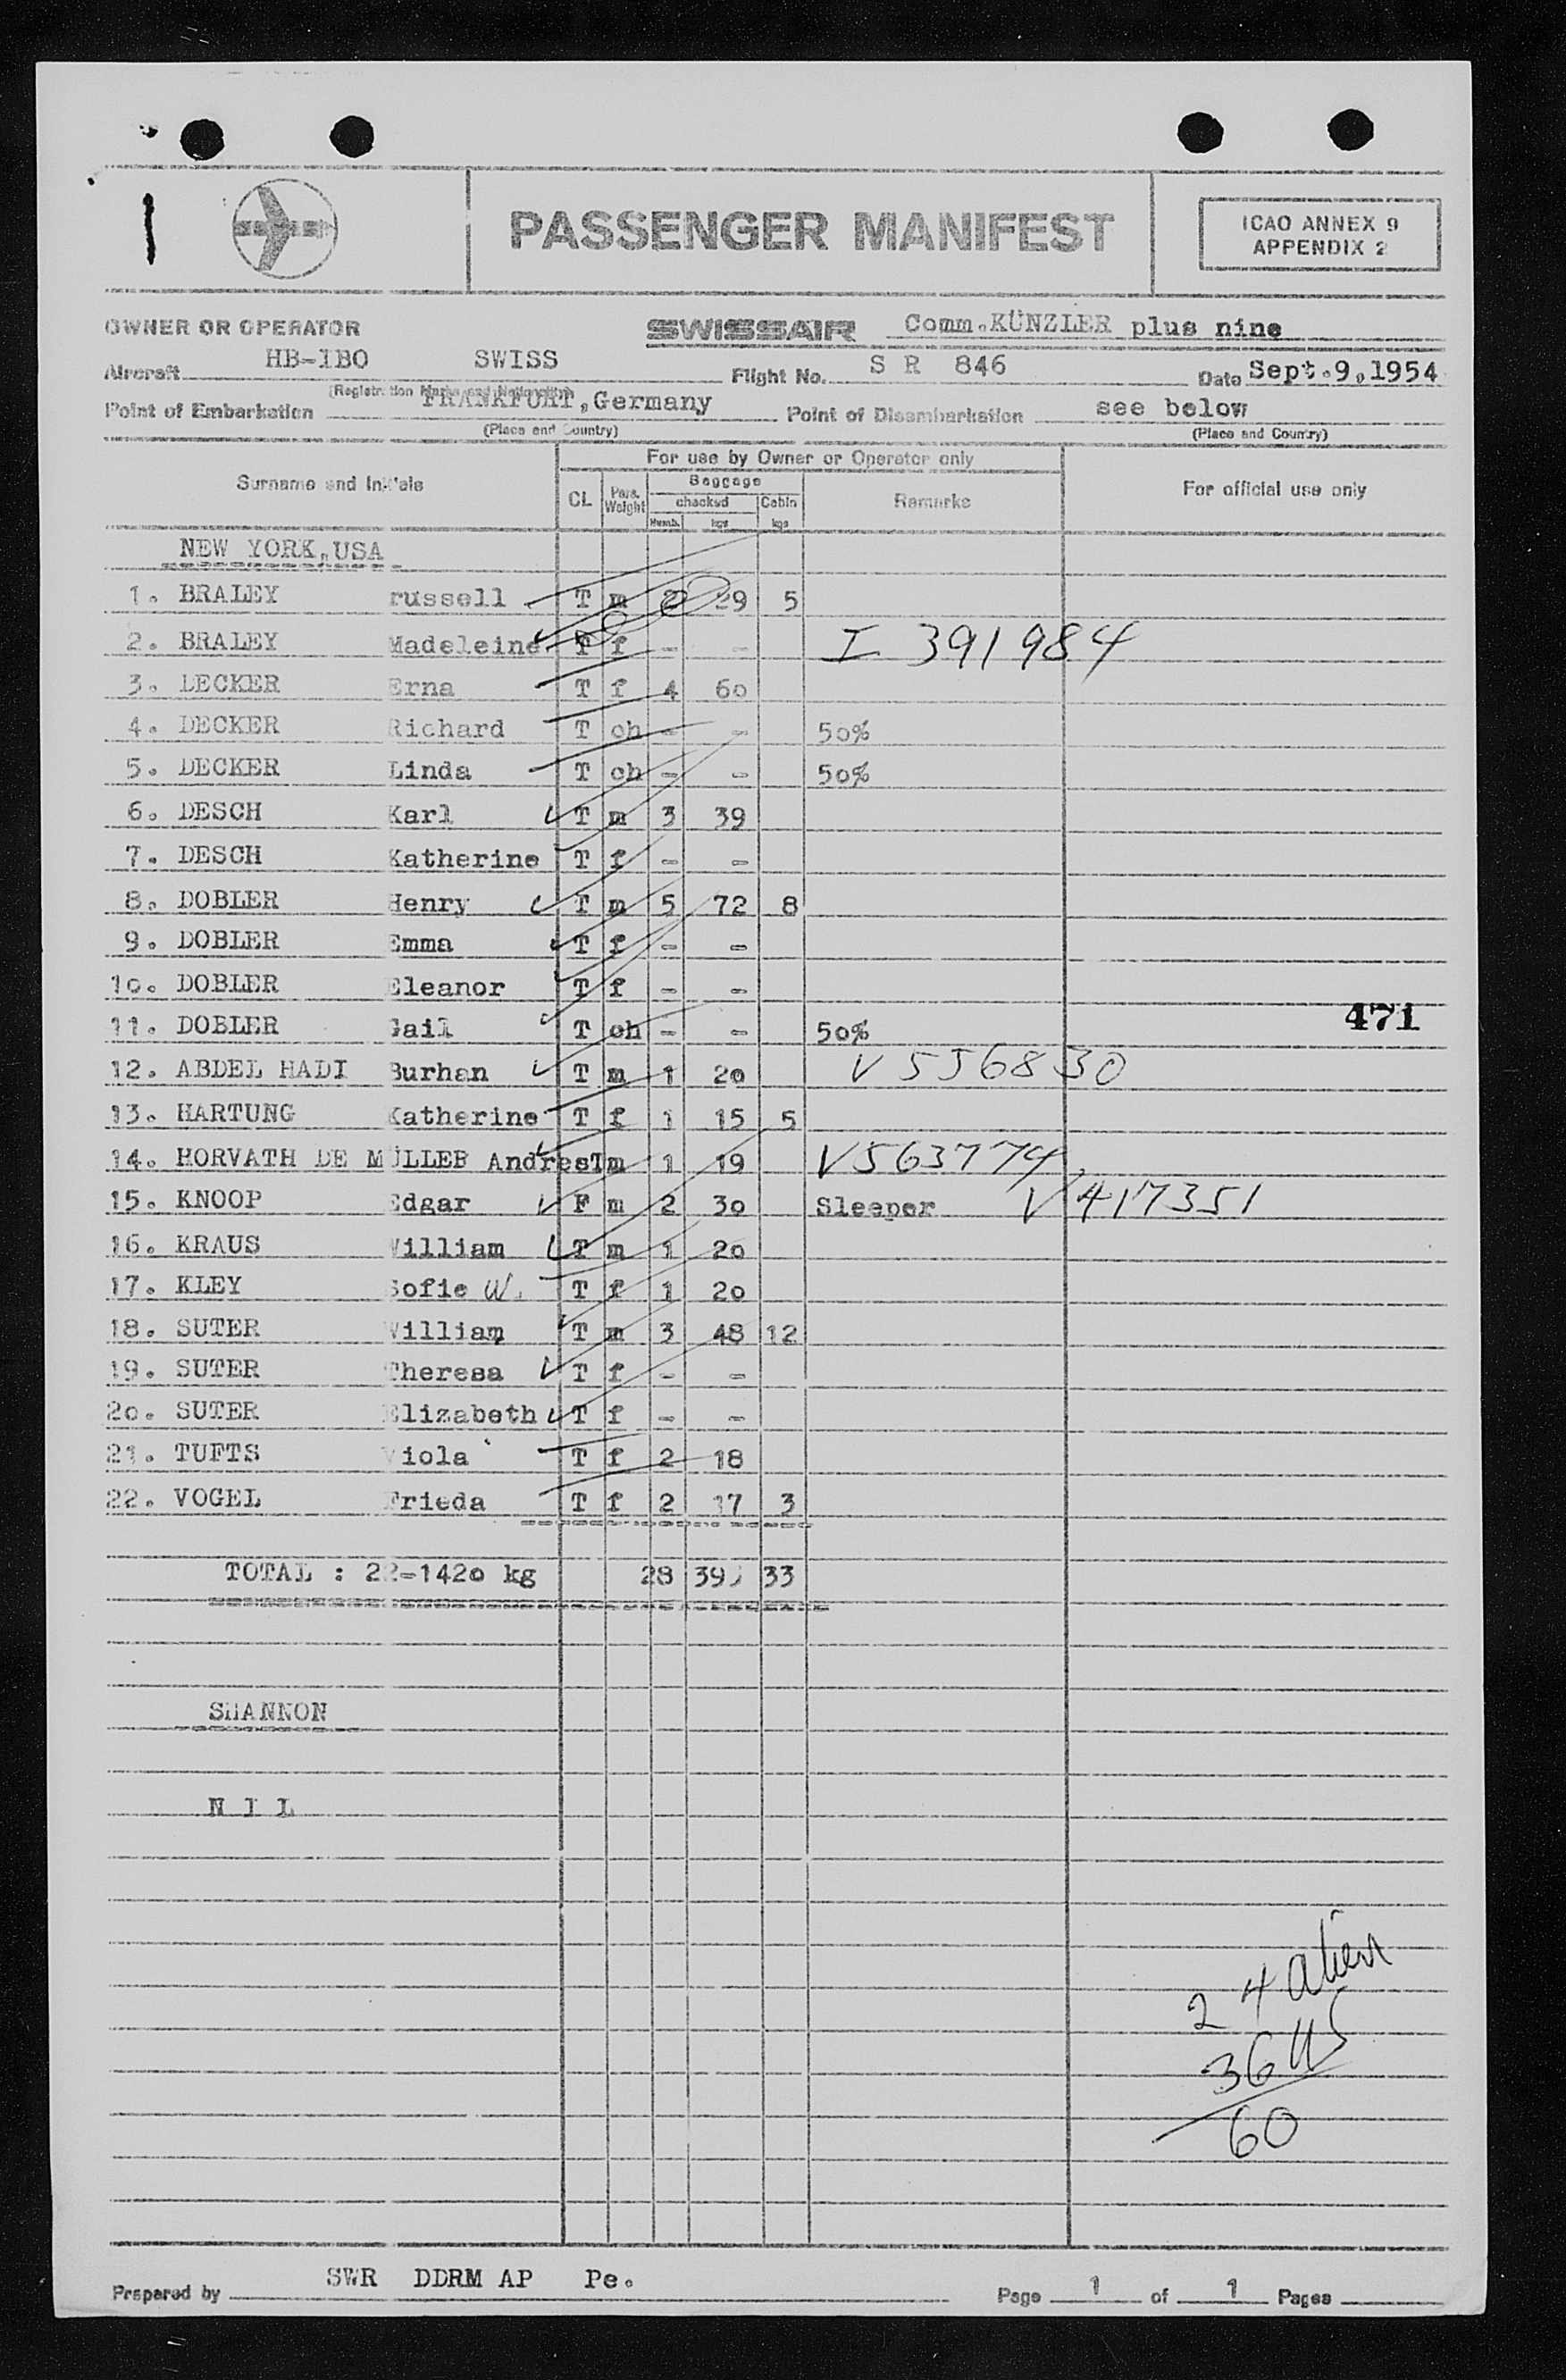 1
PASSENGER MANIFEST
ICAO ANNEX 9
APPENDIX 2
OWNER OR OPERATOR SWISSAIR Comm.KÜNZLER plus nine
Aircraft HB-IBO SWISS Flight No. S R 846 Date Sept.9,1954
(Registration Marks and Nationality)
Point of Embarkation FRANKFURT,Germany Point of Disembarkation see below
(Place and Country) (Place and Country)
For use by Owner or Operator only
Surname and Initials CL Pass. Weight Baggage Remarks For official use only
checked Cabin
Numb. kgs kgs
NEW YORK,USA
1. BRALEY russell T m 2 29 5
2. BRALEY Madeleine T f - - I 391984
3. LECKER Erna T f 4 60
4. DECKER Richard T ch - - 50%
5. DECKER Linda T ch - - 50%
6. DESCH Karl T m 3 39
7. DESCH Katherine T f - -
8. DOBLER Henry T m 5 72 8
9. DOBLER Emma T f - -
10. DOBLER Eleanor T f - -
471
11. DOBLER Gail T ch - - 50%
12. ABDEL HADI Burhan T m 1 20 V 556830
13. HARTUNG Katherine T f 1 15 5
14. HORVATH DE MÜLLER Andres T m 1 19 V563774
15. KNOOP Edgar F m 2 30 Sleeper V 417351
16. KRAUS William T m 1 20
17. KLEY Sofie W. T f 1 20
18. SUTER William T m 3 48 12
19. SUTER Theresa T f - -
20. SUTER Elizabeth T f - -
21. TUFTS Viola T f 2 18
22. VOGEL Frieda T f 2 17 3
TOTAL : 22-1420 kg 28 33
SHANNON
N I L
24 alien
36 US
60
Prepared by SWR DDRM AP Pe. Page 1 of 1 Pages